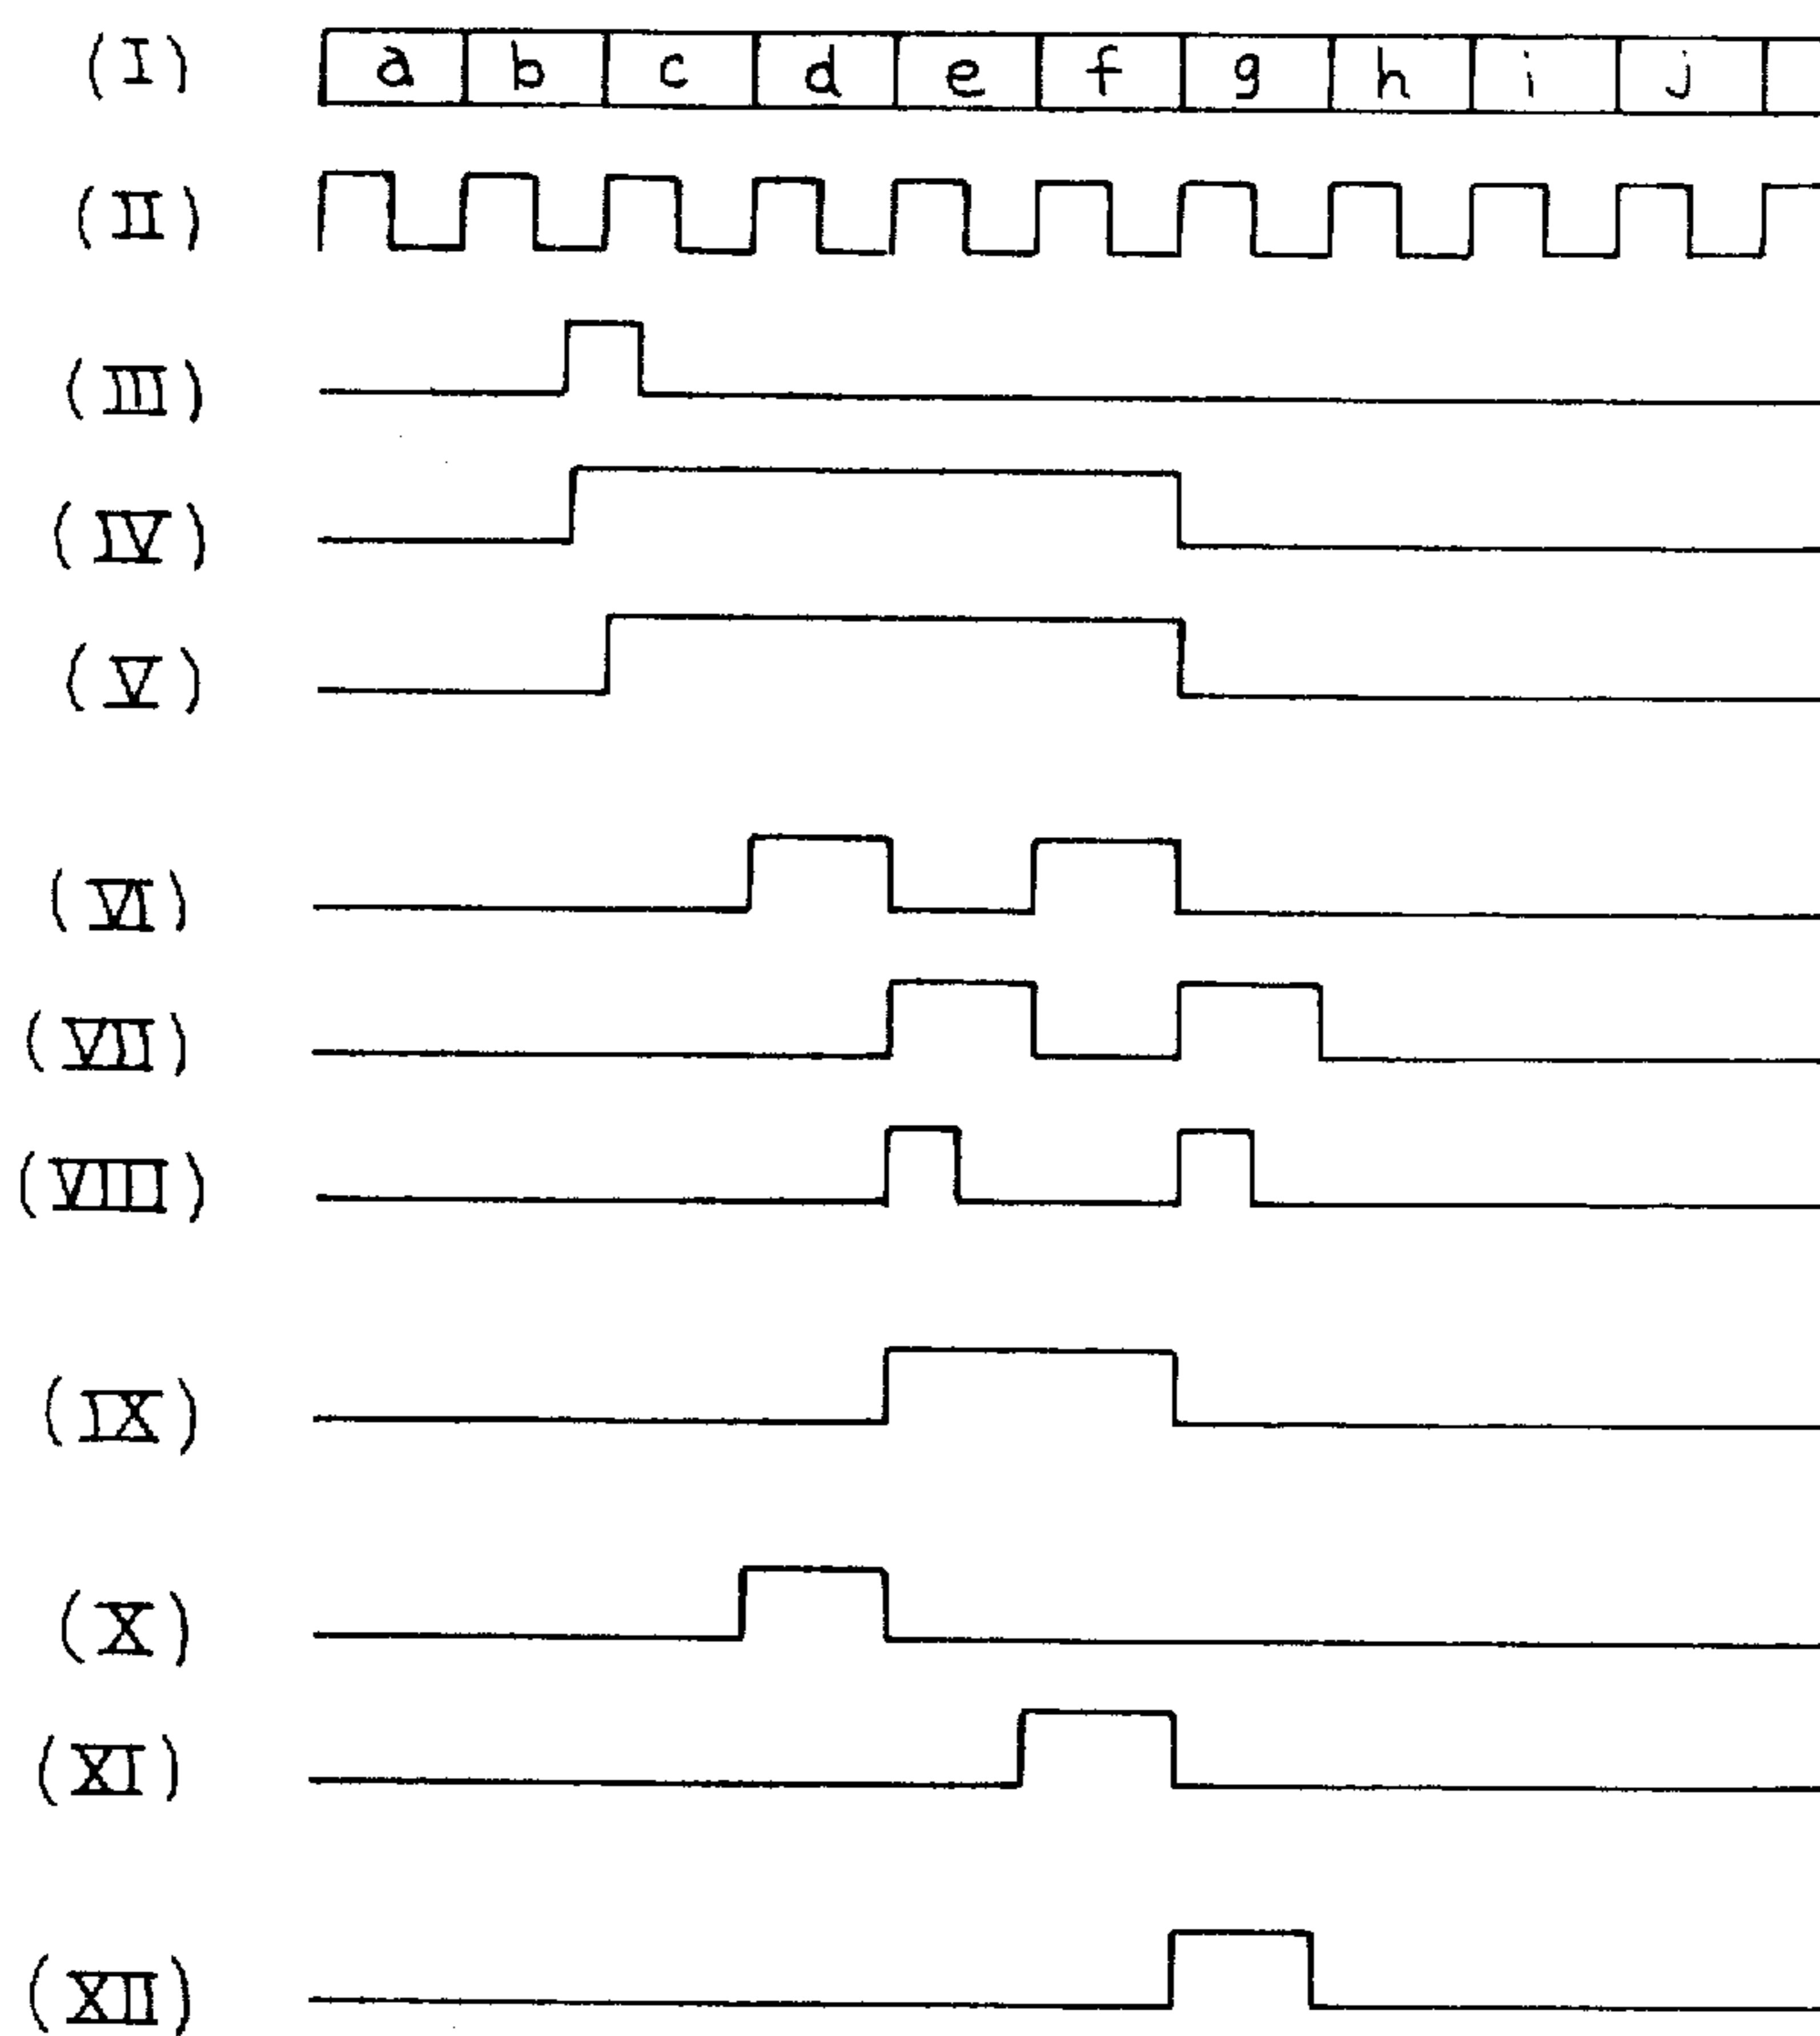 (I) a b c d e f g h i j
(II)
(III)
(IV)
(V)
(VI)
(VII)
(VIII)
(IX)
(X)
(XI)
(XII)